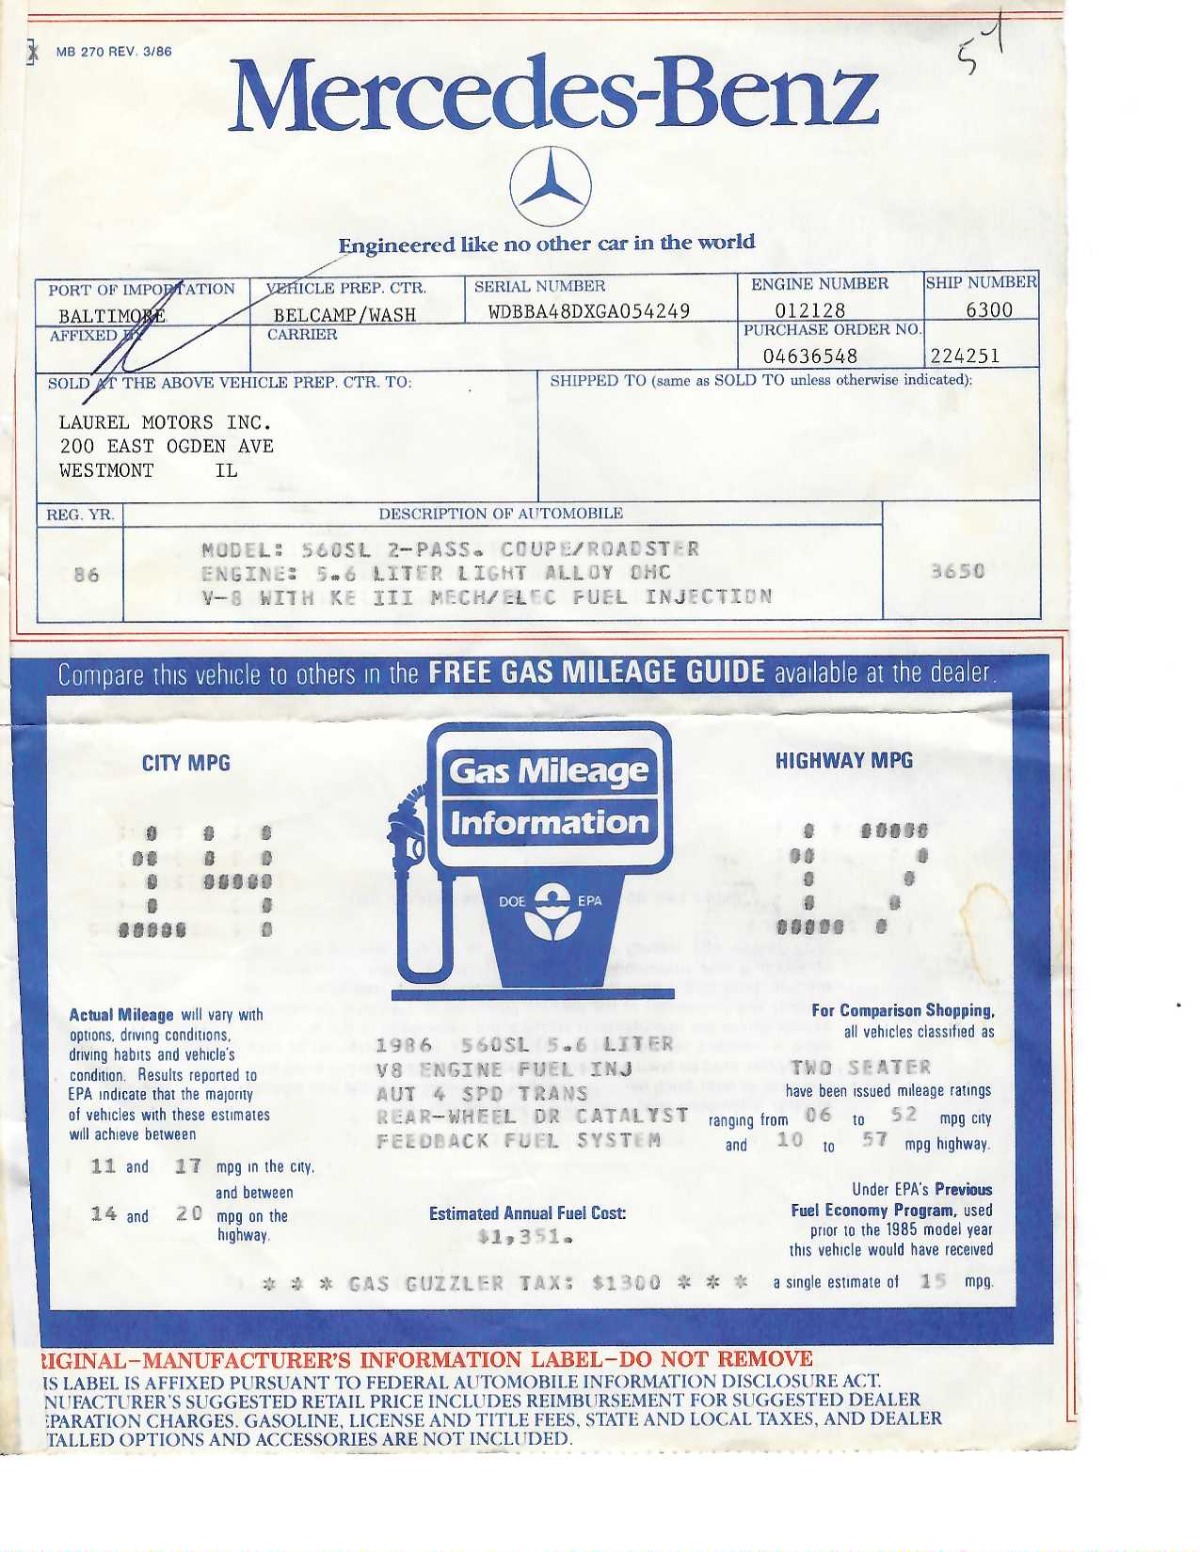 X MB 270 REV. 3/86
51
Mercedes-Benz
Engineered like no other car in the world
PORT OF IMPORTATION VEHICLE PREP. CTR. SERIAL NUMBER ENGINE NUMBER SHIP NUMBER
BALTIMORE BELCAMP/WASH WDBBA48DXGA054249 012128 6300
AFFIXED BY CARRIER PURCHASE ORDER NO.
04636548 224251
SOLD AT THE ABOVE VEHICLE PREP. CTR. TO: SHIPPED TO (same as SOLD TO unless otherwise indicated):
LAUREL MOTORS INC.
200 EAST OGDEN AVE
WESTMONT IL
REG. YR. DESCRIPTION OF AUTOMOBILE
MODEL: 560SL 2-PASS. COUPE/ROADSTER
86 ENGINE: 5.6 LITER LIGHT ALLOY OHC 3650
V-8 WITH KE III MECH/ELEC FUEL INJECTION
Compare this vehicle to others in the FREE GAS MILEAGE GUIDE available at the dealer.
CITY MPG
14
Gas Mileage
Information
DOE EPA
HIGHWAY MPG
17
Actual Mileage will vary with
options, driving conditions,
driving habits and vehicle's
condition. Results reported to
EPA indicate that the majority
of vehicles with these estimates
will achieve between
11 and 17 mpg in the city,
and between
14 and 20 mpg on the
highway.
1986 560SL 5.6 LITER
V8 ENGINE FUEL INJ
AUT 4 SPD TRANS
REAR-WHEEL DR CATALYST
FEEDBACK FUEL SYSTEM
Estimated Annual Fuel Cost:
$1,351.
* * * GAS GUZZLER TAX: $1300 * * *
For Comparison Shopping,
all vehicles classified as
TWO SEATER
have been issued mileage ratings
ranging from 06 to 52 mpg city
and 10 to 57 mpg highway.
Under EPA's Previous
Fuel Economy Program, used
prior to the 1985 model year
this vehicle would have received
a single estimate of 15 mpg.
RIGINAL–MANUFACTURER'S INFORMATION LABEL–DO NOT REMOVE
IS LABEL IS AFFIXED PURSUANT TO FEDERAL AUTOMOBILE INFORMATION DISCLOSURE ACT.
NUFACTURER'S SUGGESTED RETAIL PRICE INCLUDES REIMBURSEMENT FOR SUGGESTED DEALER
EPARATION CHARGES. GASOLINE, LICENSE AND TITLE FEES, STATE AND LOCAL TAXES, AND DEALER
TALLED OPTIONS AND ACCESSORIES ARE NOT INCLUDED.